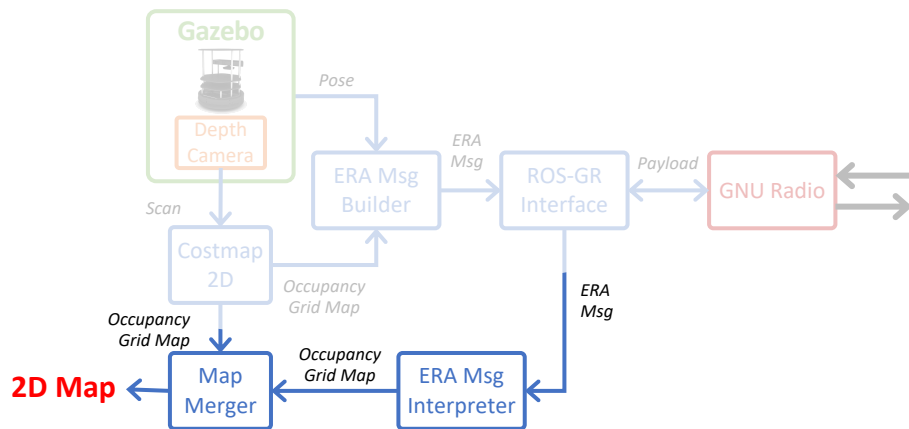 Gazebo
Depth
Camera
Pose
ERA
Msg
Payload
ERA Msg
Builder
ROS-GR
Interface
GNU Radio
Scan
Costmap
2D
Occupancy
Grid Map
ERA
Msg
Occupancy
Grid Map
Occupancy
Grid Map
2D Map
Map
Merger
ERA Msg
Interpreter